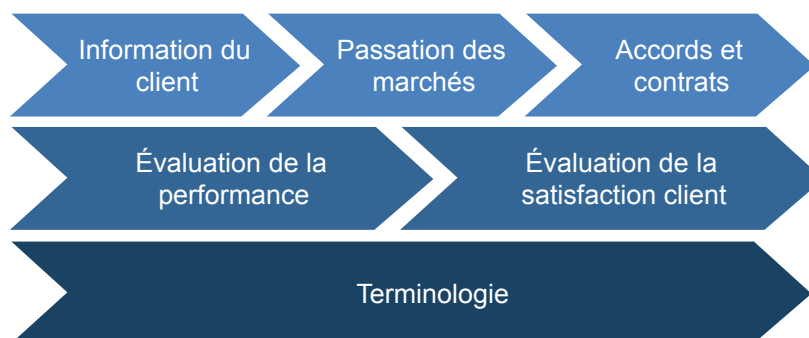 Information du
client
Passation des
marchés
Accords et
contrats
Évaluation de la
performance
Évaluation de la
satisfaction client
Terminologie